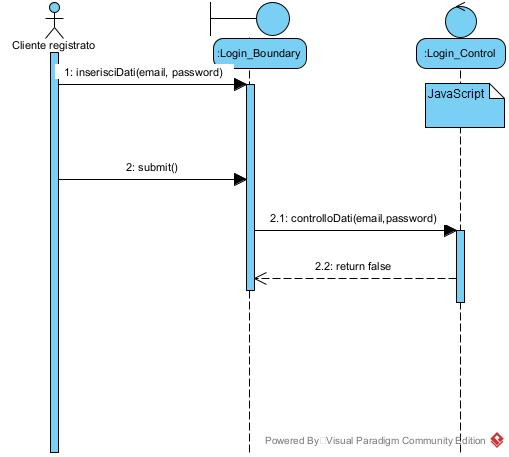 Cliente registrato
:Login_Boundary
:Login_Control
JavaScript
1: inserisciDati(email, password)
2: submit()
2.1: controlloDati(email,password)
2.2: return false
Powered By Visual Paradigm Community Edition